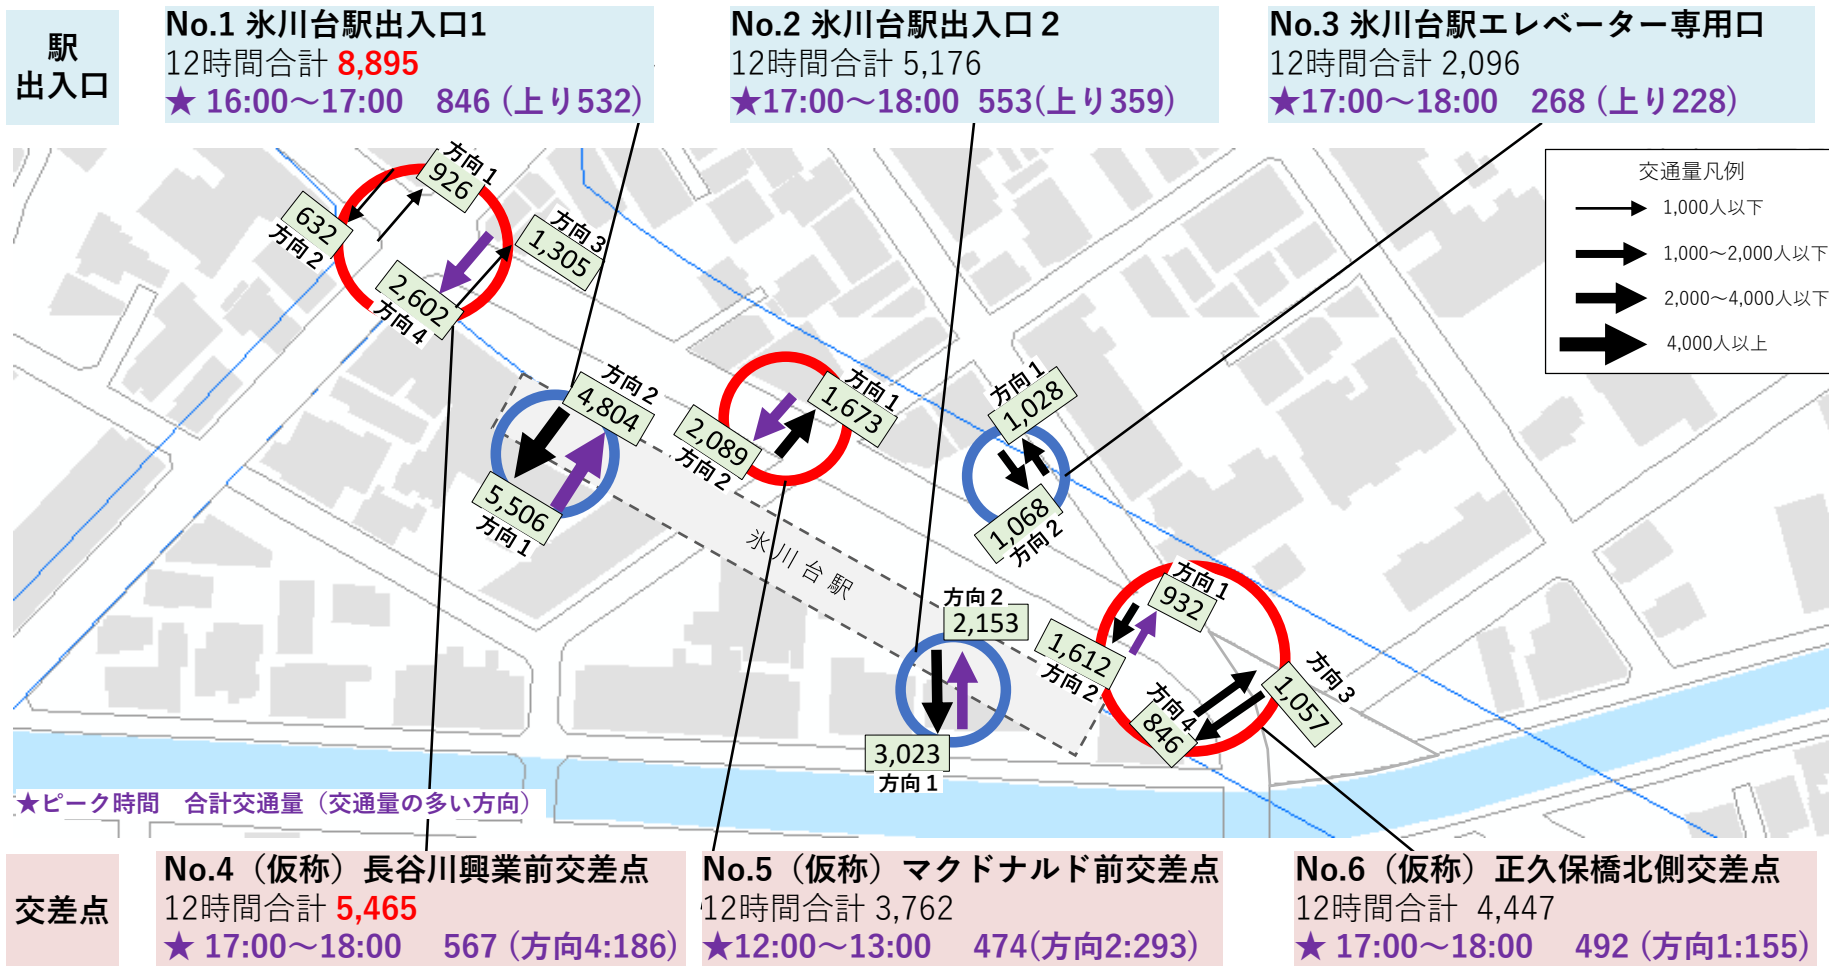 駅
出入口
No.1 氷川台駅出入口1
12時間合計 8,895
★ 16:00～17:00 846 (上り532)
No.2 氷川台駅出入口２
12時間合計 5,176
★17:00～18:00 553(上り359)
No.3 氷川台駅エレベーター専用口
12時間合計 2,096
★17:00～18:00 268 (上り228)
交通量凡例
1,000人以下
1,000～2,000人以下
2,000～4,000人以下
4,000人以上
方向１
926
632
方向２
方向３
1,305
2,602
方向４
方向２
4,804
5,506
方向１
方向１
1,673
2,089
方向２
方向１
1,028
1,068
方向２
氷川台駅
方向２
2,153
3,023
方向１
方向１
932
1,612
方向２
方向３
1,057
方向４
846
★ピーク時間 合計交通量（交通量の多い方向）
交差点
No.4（仮称）長谷川興業前交差点
12時間合計 5,465
★ 17:00～18:00 567 (方向4:186)
No.5（仮称）マクドナルド前交差点
12時間合計 3,762
★12:00～13:00 474(方向2:293)
No.6（仮称）正久保橋北側交差点
12時間合計 4,447
★ 17:00～18:00 492 (方向1:155)